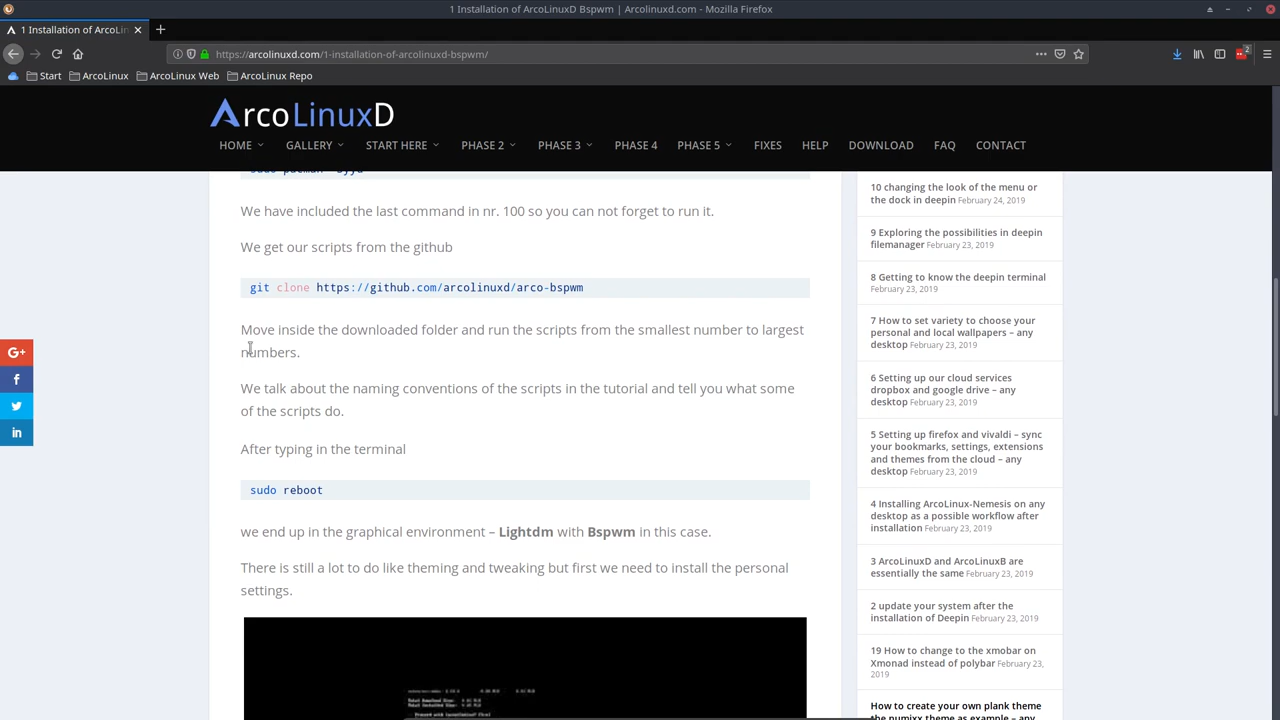 1 Installation of ArcoLinuxD Bspwm | Arcolinuxd.com - Mozilla Firefox
1 Installation of ArcoLin
https://arcolinuxd.com/1-installation-of-arcolinuxd-bspwm/
2
Start
ArcoLinux
ArcoLinux Web
ArcoLinux Repo
ArcoLinuxD
HOME
GALLERY
START HERE
PHASE 2
PHASE 3
PHASE 4
PHASE 5
FIXES
HELP
DOWNLOAD
FAQ
CONTACT
We have included the last command in nr. 100 so you can not forget to run it.
We get our scripts from the github
git clone https://github.com/arcolinuxd/arco-bspwm
Move inside the downloaded folder and run the scripts from the smallest number to largest
numbers.
We talk about the naming conventions of the scripts in the tutorial and tell you what some
of the scripts do.
After typing in the terminal
sudo reboot
we end up in the graphical environment – Lightdm with Bspwm in this case.
There is still a lot to do like theming and tweaking but first we need to install the personal
settings.
G+
f
in
10 changing the look of the menu or
the dock in deepin February 24, 2019
9 Exploring the possibilities in deepin
filemanager February 23, 2019
8 Getting to know the deepin terminal
February 23, 2019
7 How to set variety to choose your
personal and local wallpapers – any
desktop February 23, 2019
6 Setting up our cloud services
dropbox and google drive – any
desktop February 23, 2019
5 Setting up firefox and vivaldi – sync
your bookmarks, settings, extensions
and themes from the cloud – any
desktop February 23, 2019
4 Installing ArcoLinux-Nemesis on any
desktop as a possible workflow after
installation February 23, 2019
3 ArcoLinuxD and ArcoLinuxB are
essentially the same February 23, 2019
2 update your system after the
installation of Deepin February 23, 2019
19 How to change to the xmobar on
Xmonad instead of polybar February 23,
your own plank theme